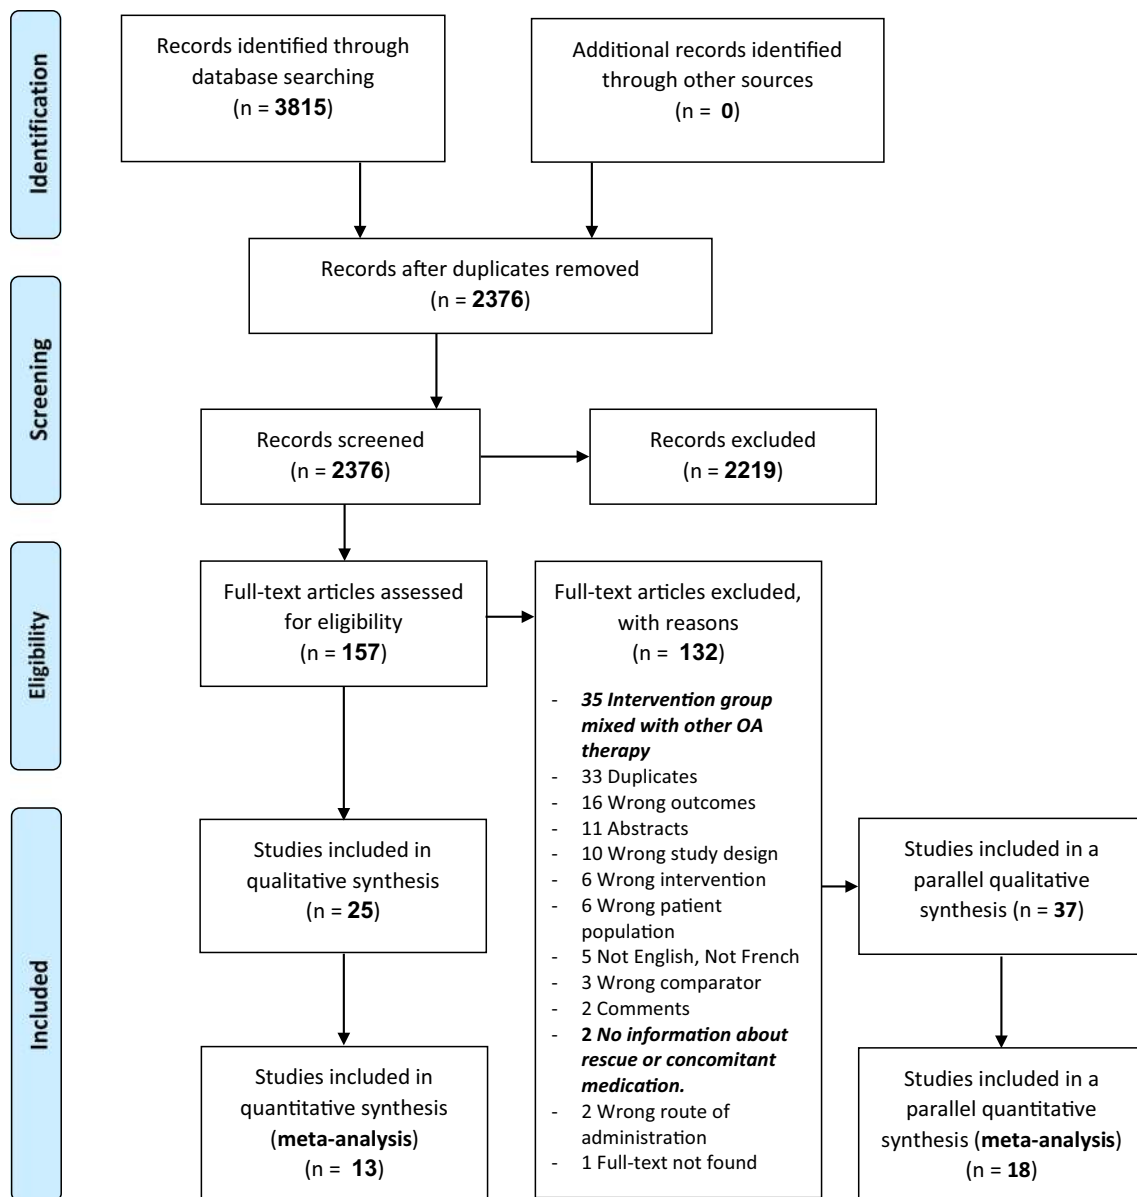 Identification
Records identified through
database searching
(n = 3815)
Additional records identified
through other sources
(n = 0)
Records after duplicates removed
(n = 2376)
Screening
Records screened
(n = 2376)
Records excluded
(n = 2219)
Eligibility
Full-text articles assessed
for eligibility
(n = 157)
Full-text articles excluded,
with reasons
(n = 132)
- 35 Intervention group
mixed with other OA
therapy
- 33 Duplicates
- 16 Wrong outcomes
- 11 Abstracts
- 10 Wrong study design
- 6 Wrong intervention
- 6 Wrong patient
population
- 5 Not English, Not French
- 3 Wrong comparator
- 2 Comments
- 2 No information about
rescue or concomitant
medication.
- 2 Wrong route of
administration
- 1 Full-text not found
Included
Studies included in
qualitative synthesis
(n = 25)
Studies included in a
parallel qualitative
synthesis (n = 37)
Studies included in
quantitative synthesis
(meta-analysis)
(n = 13)
Studies included in a
parallel quantitative
synthesis (meta-analysis)
(n = 18)